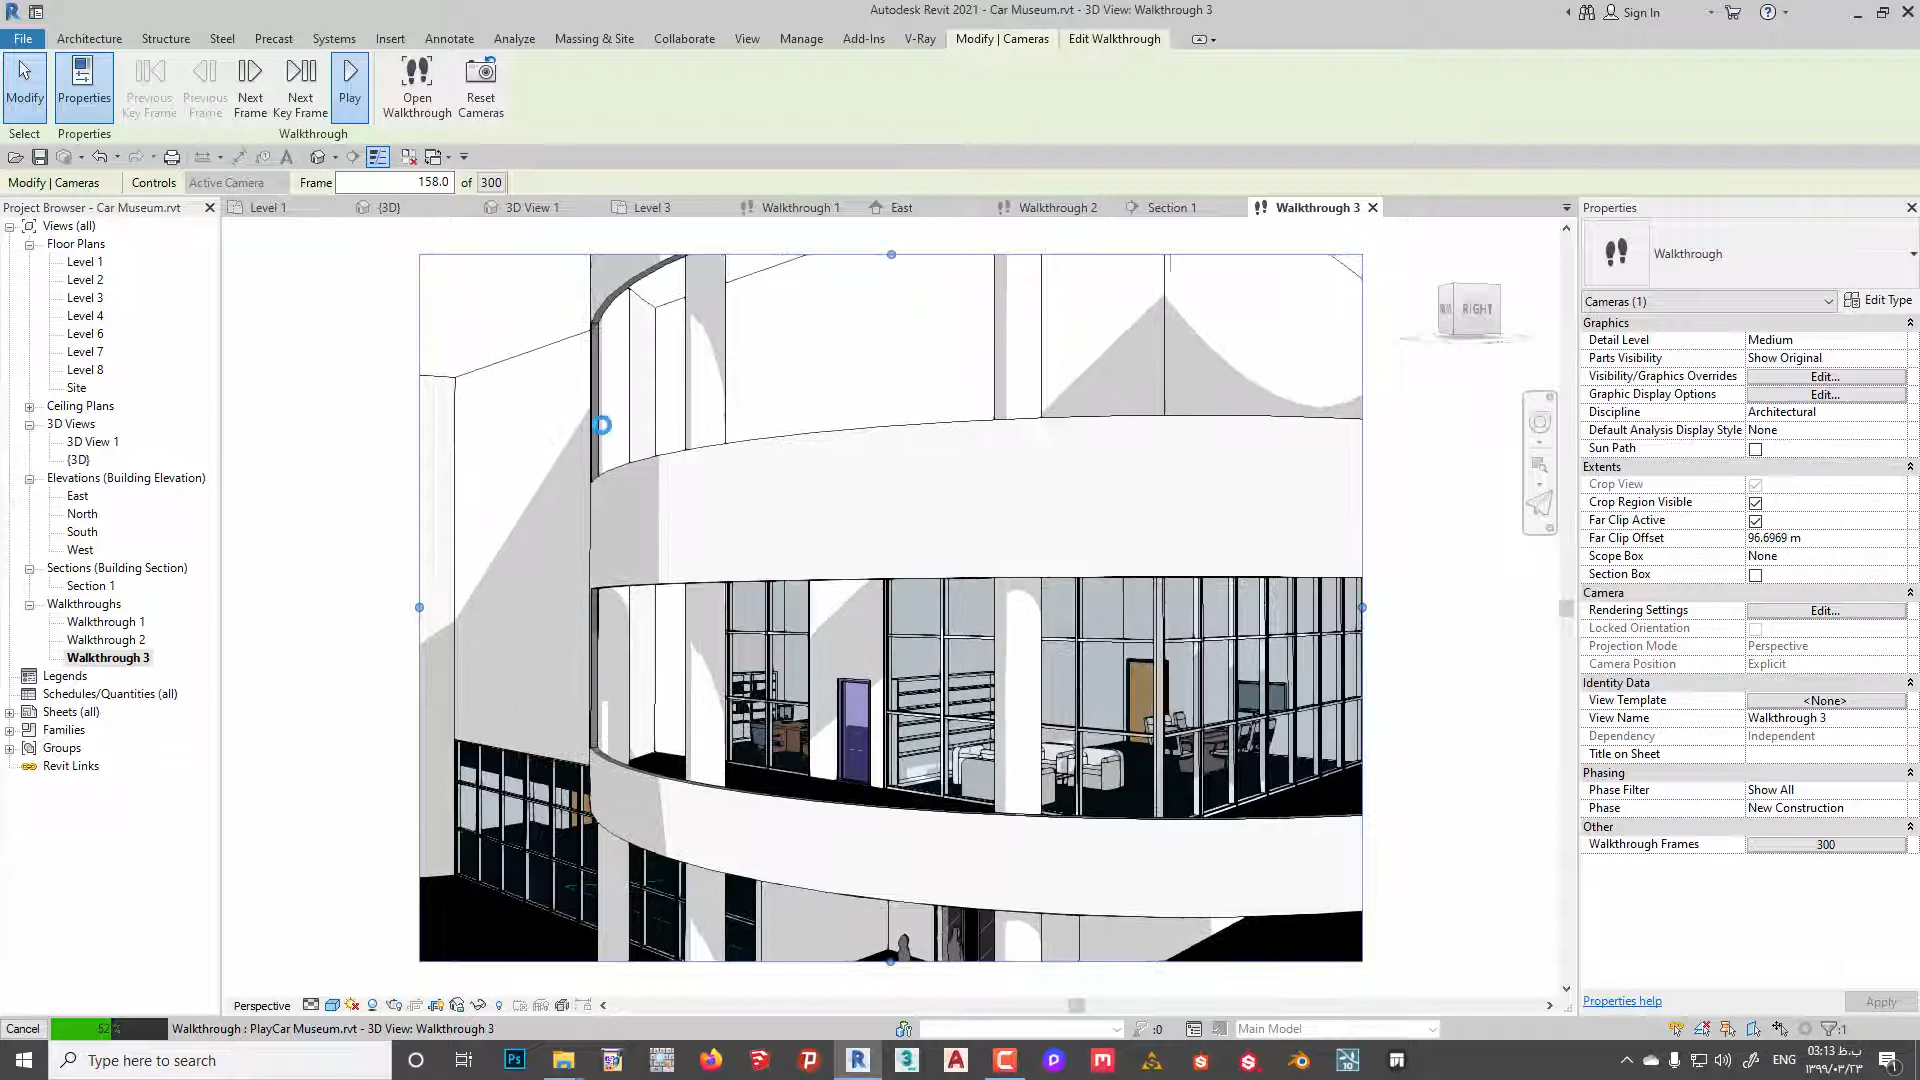 Autodesk Revit 2021 - Car Museum.rvt - 3D View: Walkthrough 3
Sign In
File Architecture Structure Steel Precast Systems Insert Annotate Analyze Massing & Site Collaborate View Manage Add-Ins V-Ray Modify | Cameras Edit Walkthrough
Modify
Properties
Previous Key Frame
Previous Frame
Next Frame
Next Key Frame
Play
Open Walkthrough
Reset Cameras
Select Properties Walkthrough
Modify | Cameras Controls Active Camera Frame 158.0 of 300
Project Browser - Car Museum.rvt
Level 1 {3D} 3D View 1 Level 3 Walkthrough 1 East Walkthrough 2 Section 1 Walkthrough 3
Views (all)
Floor Plans
Level 1
Level 2
Level 3
Level 4
Level 6
Level 7
Level 8
Site
Ceiling Plans
3D Views
3D View 1
{3D}
Elevations (Building Elevation)
East
North
South
West
Sections (Building Section)
Section 1
Walkthroughs
Walkthrough 1
Walkthrough 2
Walkthrough 3
Legends
Schedules/Quantities (all)
Sheets (all)
Families
Groups
Revit Links
RIGHT
Properties
Walkthrough
Cameras (1) Edit Type
Graphics
Detail Level Medium
Parts Visibility Show Original
Visibility/Graphics Overrides Edit...
Graphic Display Options Edit...
Discipline Architectural
Default Analysis Display Style None
Sun Path
Extents
Crop View
Crop Region Visible
Far Clip Active
Far Clip Offset 96.6969 m
Scope Box None
Section Box
Camera
Rendering Settings Edit...
Locked Orientation
Projection Mode Perspective
Camera Position Explicit
Identity Data
View Template <None>
View Name Walkthrough 3
Dependency Independent
Title on Sheet
Phasing
Phase Filter Show All
Phase New Construction
Other
Walkthrough Frames 300
Properties help Apply
Perspective
Cancel 52 % Walkthrough : PlayCar Museum.rvt - 3D View: Walkthrough 3 :0 Main Model :1
Type here to search
ENG
03:13 ب.ظ
۱۳۹۹/۰۳/۲۳